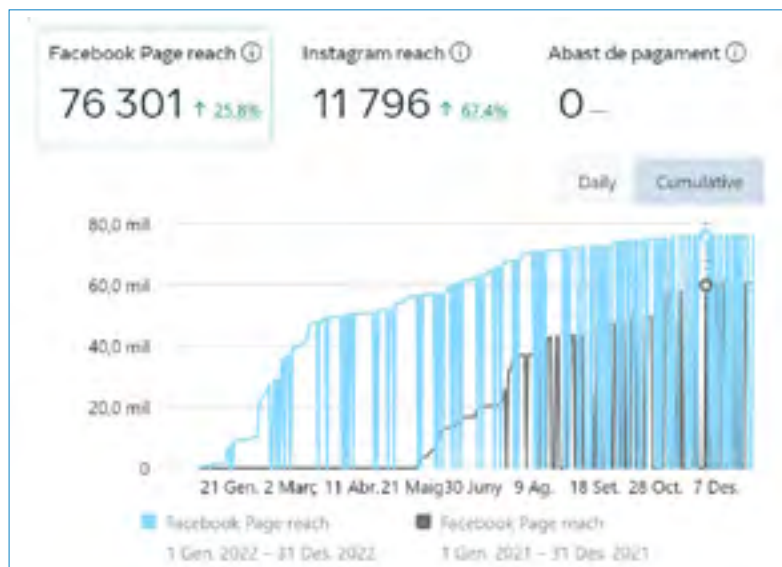 Facebook Page reach Instagram reach Abast de pagament
76 301 ↑ 25,8% 11 796 ↑ 67,4% 0 —
Daily Cumulative
80,0 mil
60,0 mil
40,0 mil
20,0 mil
0
21 Gen. 2 Març 11 Abr. 21 Maig 30 Juny 9 Ag. 18 Set. 28 Oct. 7 Des.
Facebook Page reach Facebook Page reach
1 Gen. 2022 – 31 Des. 2022 1 Gen. 2021 – 31 Des. 2021